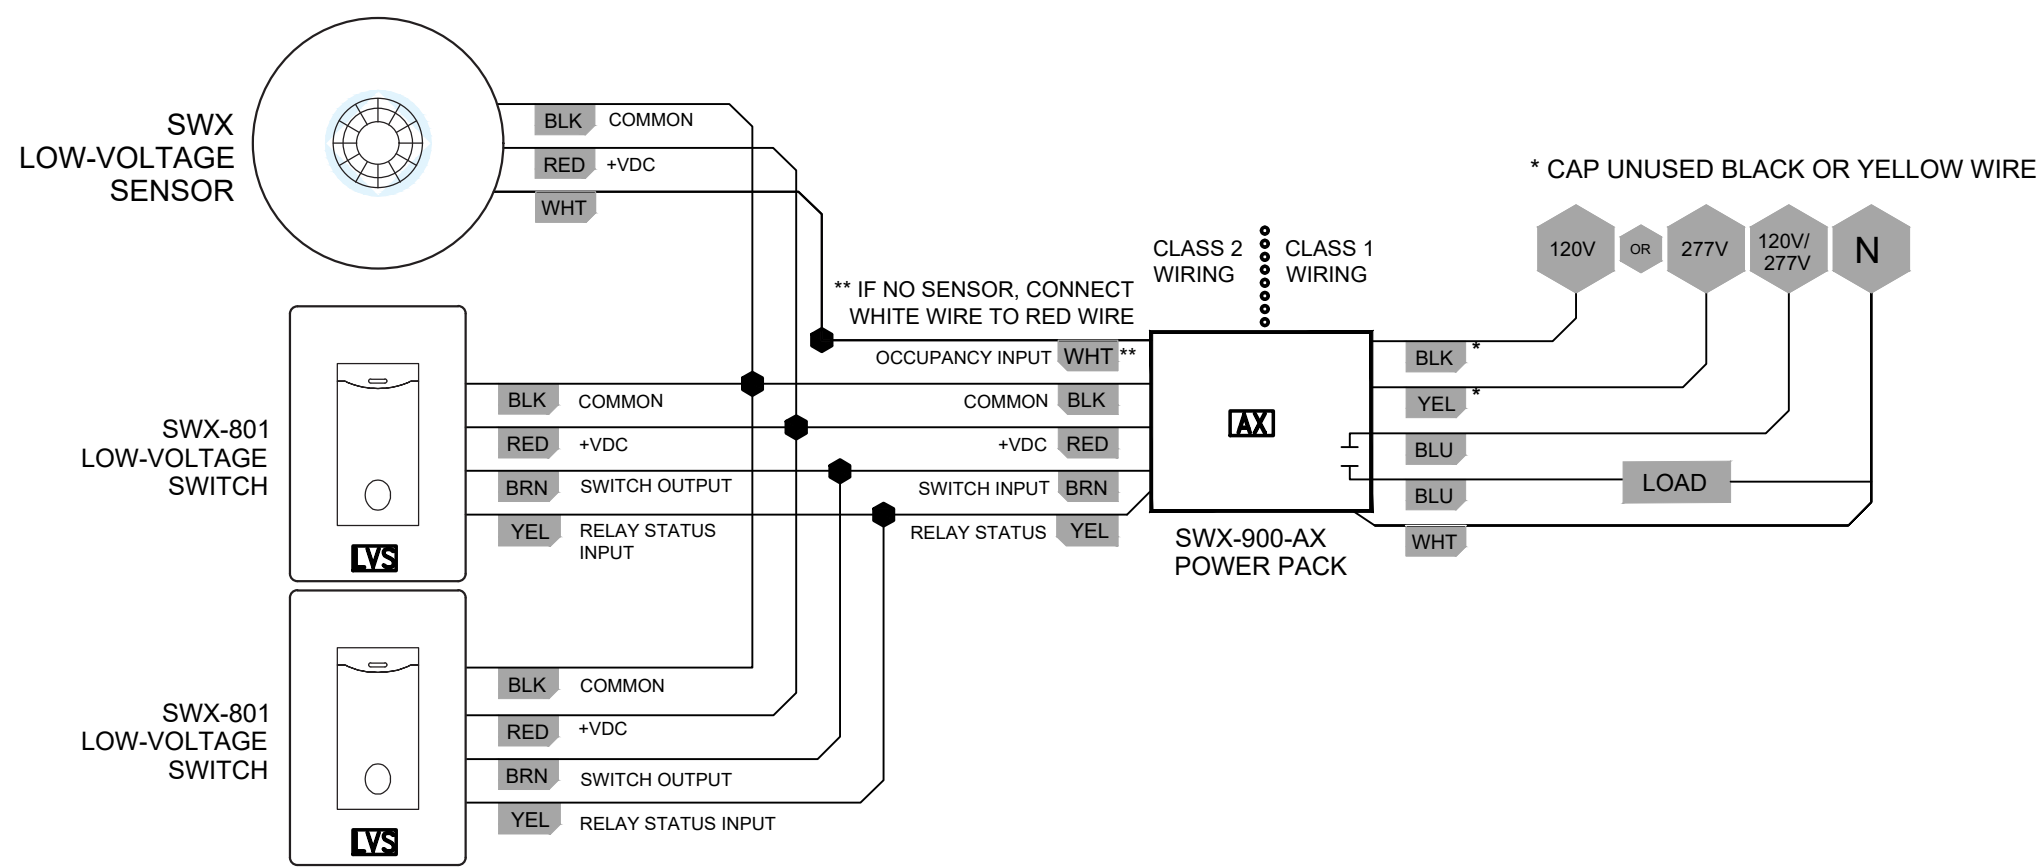 SWX
LOW-VOLTAGE
SENSOR
BLK COMMON
RED +VDC
WHT
* CAP UNUSED BLACK OR YELLOW WIRE
120V OR 277V 120V/ N
277V
CLASS 2 CLASS 1
WIRING WIRING
** IF NO SENSOR, CONNECT
WHITE WIRE TO RED WIRE
OCCUPANCY INPUT WHT **
COMMON BLK
+VDC RED
SWITCH INPUT BRN
RELAY STATUS YEL
AX
SWX-900-AX
POWER PACK
BLK *
YEL *
BLU
BLU
LOAD
WHT
SWX-801
LOW-VOLTAGE
SWITCH
BLK COMMON
RED +VDC
BRN SWITCH OUTPUT
YEL RELAY STATUS
INPUT
LVS
SWX-801
LOW-VOLTAGE
SWITCH
BLK COMMON
RED +VDC
BRN SWITCH OUTPUT
YEL RELAY STATUS INPUT
LVS